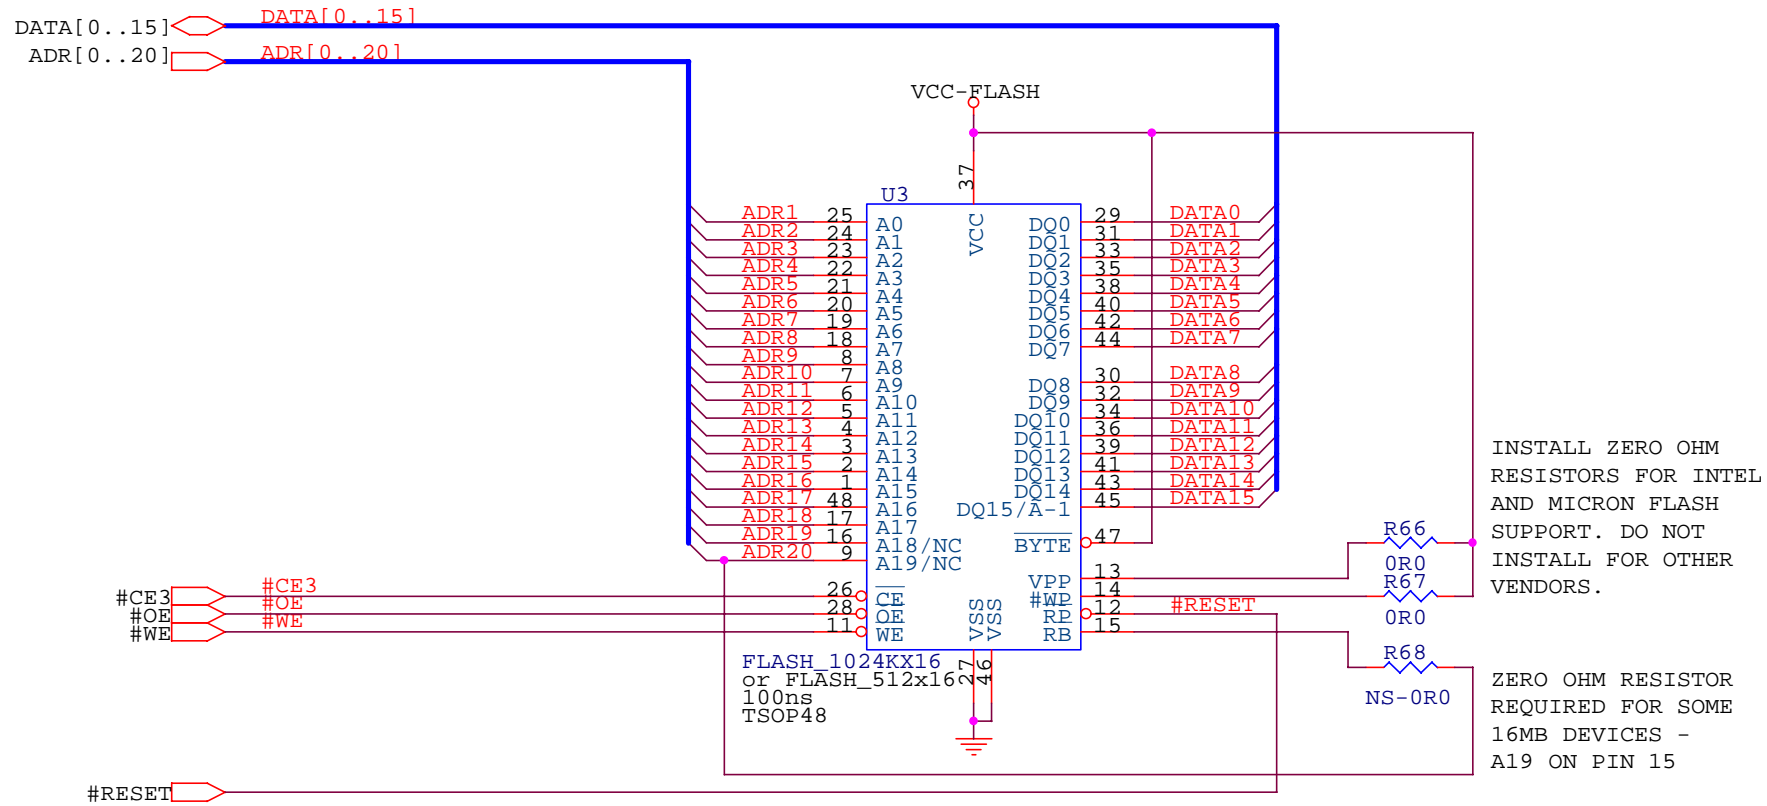 DATA[0..15] DATA[0..15]
ADR[0..20] ADR[0..20]
VCC-FLASH
37
U3
VCC
ADR1 25 A0 DQ0 29 DATA0
ADR2 24 A1 DQ1 31 DATA1
ADR3 23 A2 DQ2 33 DATA2
ADR4 22 A3 DQ3 35 DATA3
ADR5 21 A4 DQ4 38 DATA4
ADR6 20 A5 DQ5 40 DATA5
ADR7 19 A6 DQ6 42 DATA6
ADR8 18 A7 DQ7 44 DATA7
ADR9 8 A8
ADR10 7 A9 DQ8 30 DATA8
ADR11 6 A10 DQ9 32 DATA9
ADR12 5 A11 DQ10 34 DATA10
ADR13 4 A12 DQ11 36 DATA11
ADR14 3 A13 DQ12 39 DATA12
ADR15 2 A14 DQ13 41 DATA13
ADR16 1 A15 DQ14 43 DATA14
ADR17 48 A16 DQ15/A-1 45 DATA15
ADR18 17 A17
ADR19 16 A18/NC BYTE 47
ADR20 9 A19/NC
VPP 13
#CE3 #CE3 26 CE #WP 14
#OE #OE 28 OE RP 12 #RESET
#WE #WE 11 WE RB 15
VSS VSS
27 46
R66
0R0
R67
0R0
R68
NS-0R0
INSTALL ZERO OHM
RESISTORS FOR INTEL
AND MICRON FLASH
SUPPORT. DO NOT
INSTALL FOR OTHER
VENDORS.
FLASH_1024KX16
or FLASH_512x16
100ns
TSOP48
ZERO OHM RESISTOR
REQUIRED FOR SOME
16MB DEVICES -
A19 ON PIN 15
#RESET